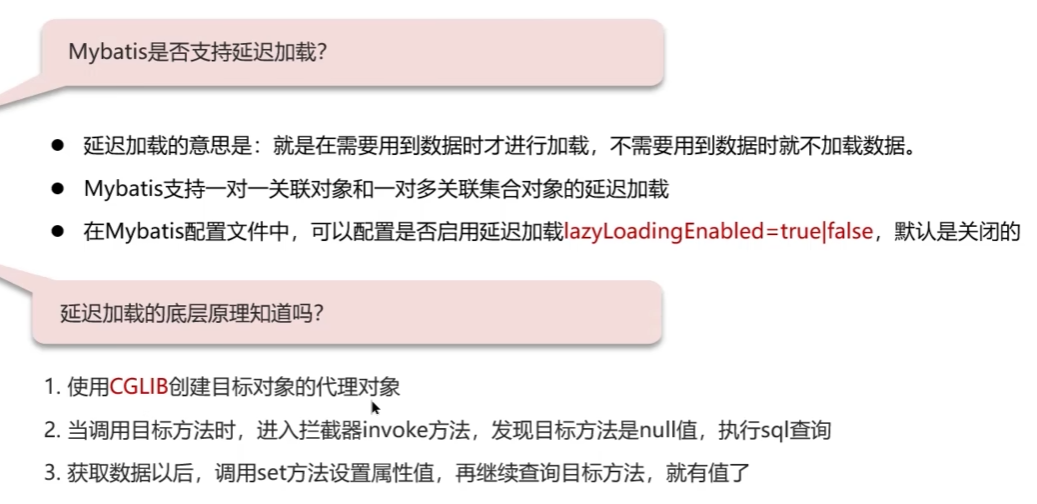 Mybatis是否支持延迟加载？
● 延迟加载的意思是：就是在需要用到数据时才进行加载，不需要用到数据时就不加载数据。
● Mybatis支持一对一关联对象和一对多关联集合对象的延迟加载
● 在Mybatis配置文件中，可以配置是否启用延迟加载lazyLoadingEnabled=true|false，默认是关闭的
延迟加载的底层原理知道吗？
1. 使用CGLIB创建目标对象的代理对象
2. 当调用目标方法时，进入拦截器invoke方法，发现目标方法是null值，执行sql查询
3. 获取数据以后，调用set方法设置属性值，再继续查询目标方法，就有值了